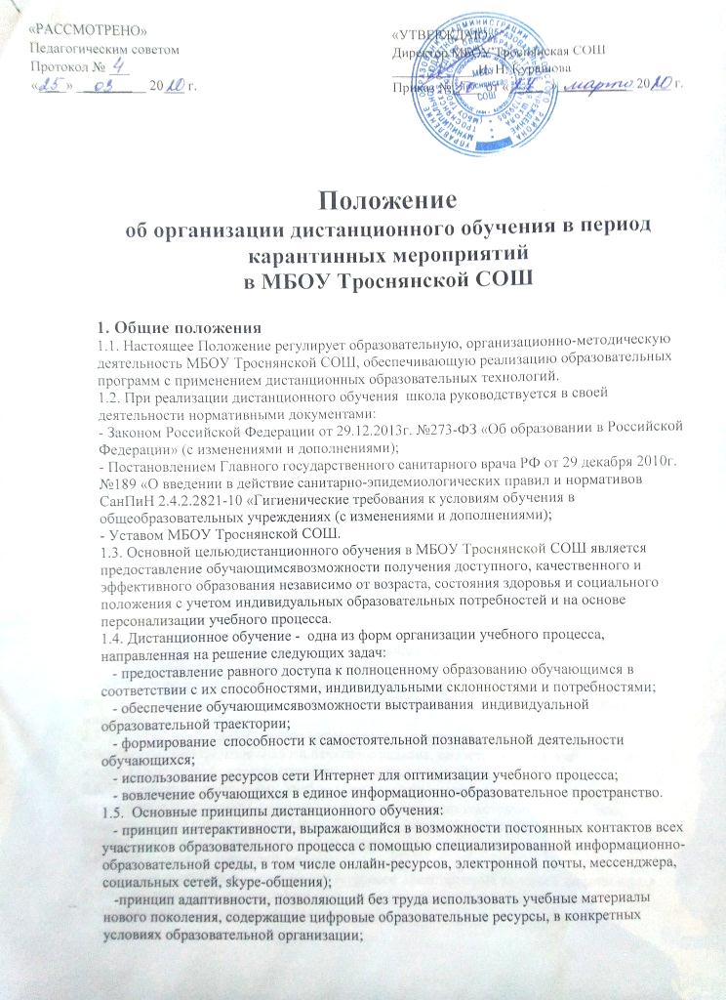 «РАССМОТРЕНО»
Педагогическим советом
Протокол № 4
«25» 03 2020 г.
«УТВЕРЖДАЮ»
Директор МБОУ Троснянская СОШ
Н. Н. Курдюмова
Приказ № от « 27 » марта 2020 г.
Положение
об организации дистанционного обучения в период
карантинных мероприятий
в МБОУ Троснянской СОШ
1. Общие положения
1.1. Настоящее Положение регулирует образовательную, организационно-методическую
деятельность МБОУ Троснянской СОШ, обеспечивающую реализацию образовательных
программ с применением дистанционных образовательных технологий.
1.2. При реализации дистанционного обучения школа руководствуется в своей
деятельности нормативными документами:
- Законом Российской Федерации от 29.12.2013г. №273-ФЗ «Об образовании в Российской
Федерации» (с изменениями и дополнениями);
- Постановлением Главного государственного санитарного врача РФ от 29 декабря 2010г.
№189 «О введении в действие санитарно-эпидемиологических правил и нормативов
СанПиН 2.4.2.2821-10 «Гигиенические требования к условиям обучения в
общеобразовательных учреждениях (с изменениями и дополнениями);
- Уставом МБОУ Троснянской СОШ.
1.3. Основной цельюдистанционного обучения в МБОУ Троснянской СОШ является
предоставление обучающимсявозможности получения доступного, качественного и
эффективного образования независимо от возраста, состояния здоровья и социального
положения с учетом индивидуальных образовательных потребностей и на основе
персонализации учебного процесса.
1.4. Дистанционное обучение - одна из форм организации учебного процесса,
направленная на решение следующих задач:
- предоставление равного доступа к полноценному образованию обучающимся в
соответствии с их способностями, индивидуальными склонностями и потребностями;
- обеспечение обучающимсявозможности выстраивания индивидуальной
образовательной траектории;
- формирование способности к самостоятельной познавательной деятельности
обучающихся;
- использование ресурсов сети Интернет для оптимизации учебного процесса;
- вовлечение обучающихся в единое информационно-образовательное пространство.
1.5. Основные принципы дистанционного обучения:
- принцип интерактивности, выражающийся в возможности постоянных контактов всех
участников образовательного процесса с помощью специализированной информационно-
образовательной среды, в том числе онлайн-ресурсов, электронной почты, мессенджера,
социальных сетей, skype-общения);
-принцип адаптивности, позволяющий без труда использовать учебные материалы
нового поколения, содержащие цифровые образовательные ресурсы, в конкретных
условиях образовательной организации;